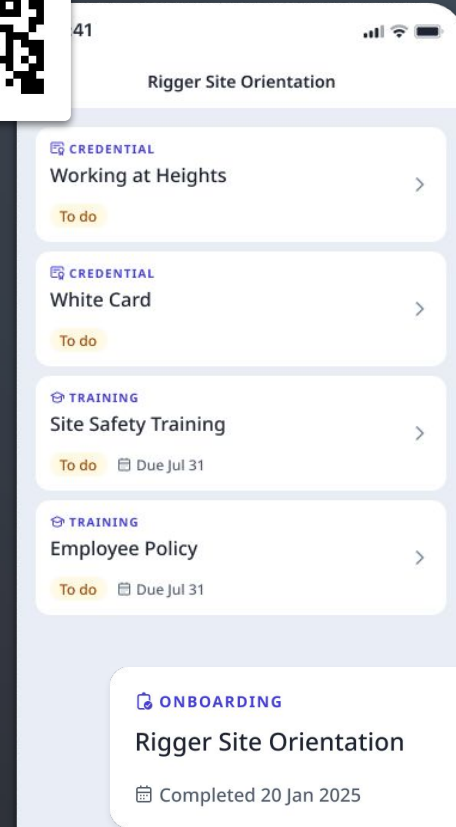 41
Rigger Site Orientation
CREDENTIAL
Working at Heights
To do
CREDENTIAL
White Card
To do
TRAINING
Site Safety Training
To do Due Jul 31
TRAINING
Employee Policy
To do Due Jul 31
ONBOARDING
Rigger Site Orientation
Completed 20 Jan 2025